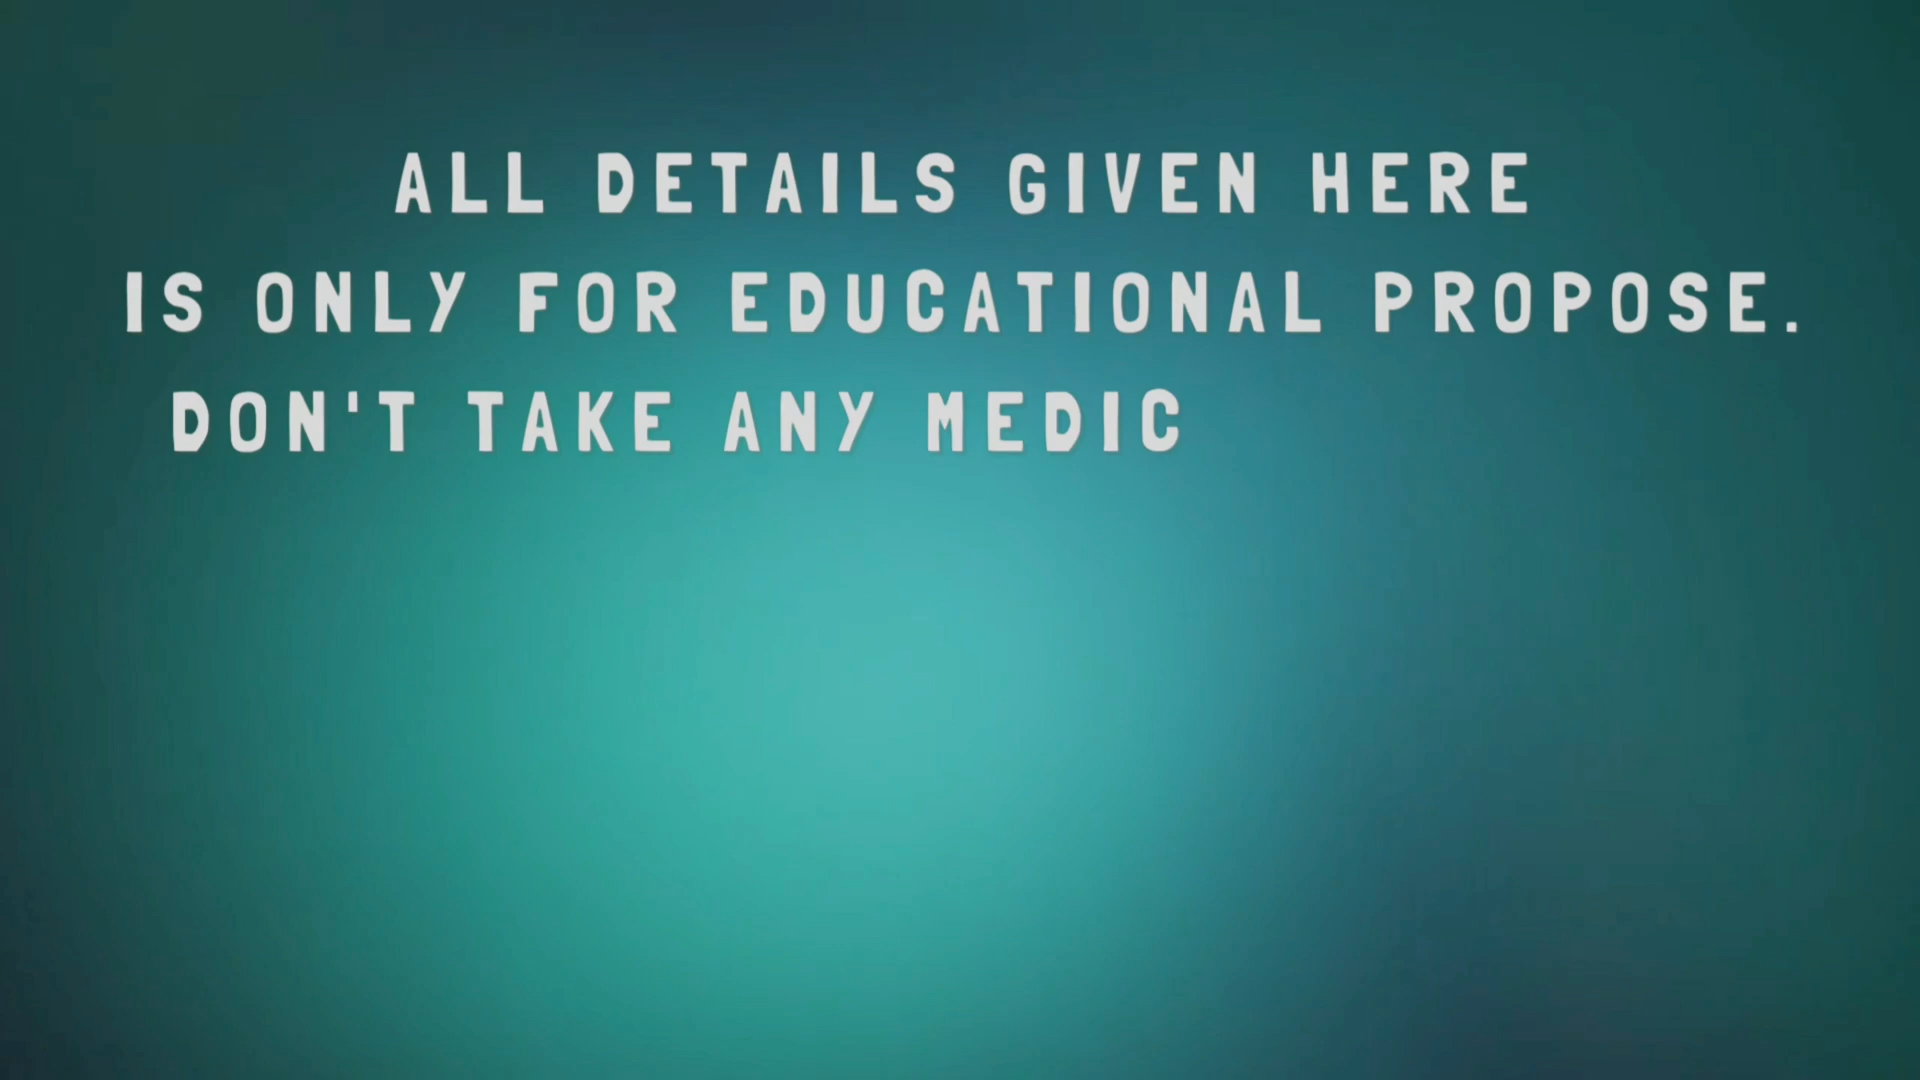 ALL DETAILS GIVEN HERE
IS ONLY FOR EDUCATIONAL PROPOSE.
DON'T TAKE ANY MEDIC